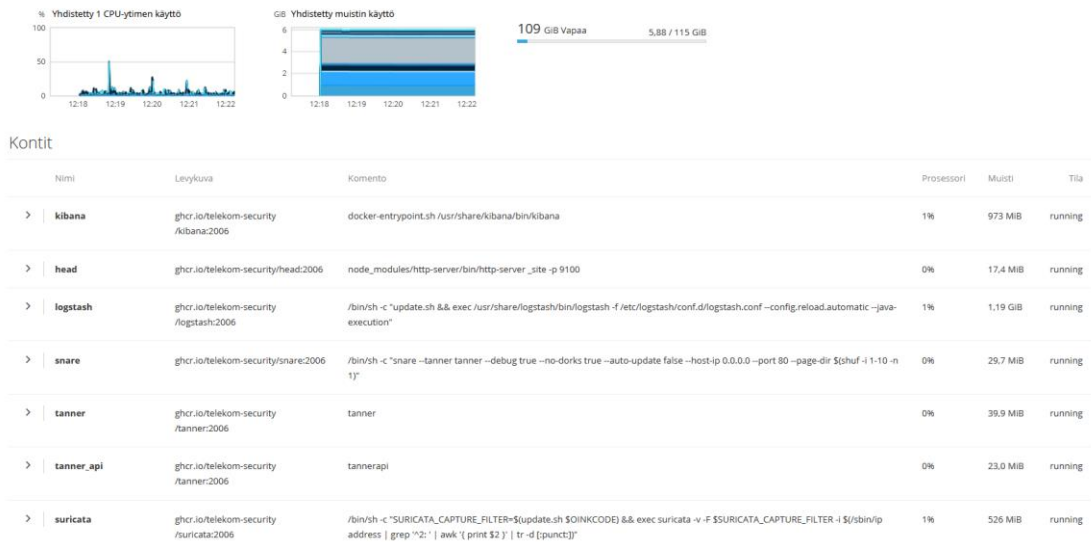 % Yhdistetty 1 CPU-ytimen käyttö
100
50
0
12:18 12:19 12:20 12:21 12:22
GiB Yhdistetty muistin käyttö
6
4
2
0
12:18 12:19 12:20 12:21 12:22
109 GiB Vapaa 5,88 / 115 GiB
Kontit
Nimi Levykuva Komento Prosessori Muisti Tila
kibana ghcr.io/telekom-security docker-entrypoint.sh /usr/share/kibana/bin/kibana 1% 973 MiB running
/kibana:2006
head ghcr.io/telekom-security/head:2006 node_modules/http-server/bin/http-server _site -p 9100 0% 17,4 MiB running
logstash ghcr.io/telekom-security /bin/sh -c "update.sh && exec /usr/share/logstash/bin/logstash -f /etc/logstash/conf.d/logstash.conf --config.reload.automatic --java- 1% 1,19 GiB running
/logstash:2006 execution"
snare ghcr.io/telekom-security/snare:2006 /bin/sh -c "snare --tanner tanner --debug true --no-dorks true --auto-update false --host-ip 0.0.0.0 --port 80 --page-dir $(shuf -i 1-10 -n 0% 29,7 MiB running
1)"
tanner ghcr.io/telekom-security tanner 0% 39,9 MiB running
/tanner:2006
tanner_api ghcr.io/telekom-security tannerapi 0% 23,0 MiB running
/tanner:2006
suricata ghcr.io/telekom-security /bin/sh -c "SURICATA_CAPTURE_FILTER=$(update.sh $OINKCODE) && exec suricata -v -F $SURICATA_CAPTURE_FILTER -i $(/sbin/ip 1% 526 MiB running
/suricata:2006 address | grep '^2: ' | awk '{ print $2 }' | tr -d [:punct:])"